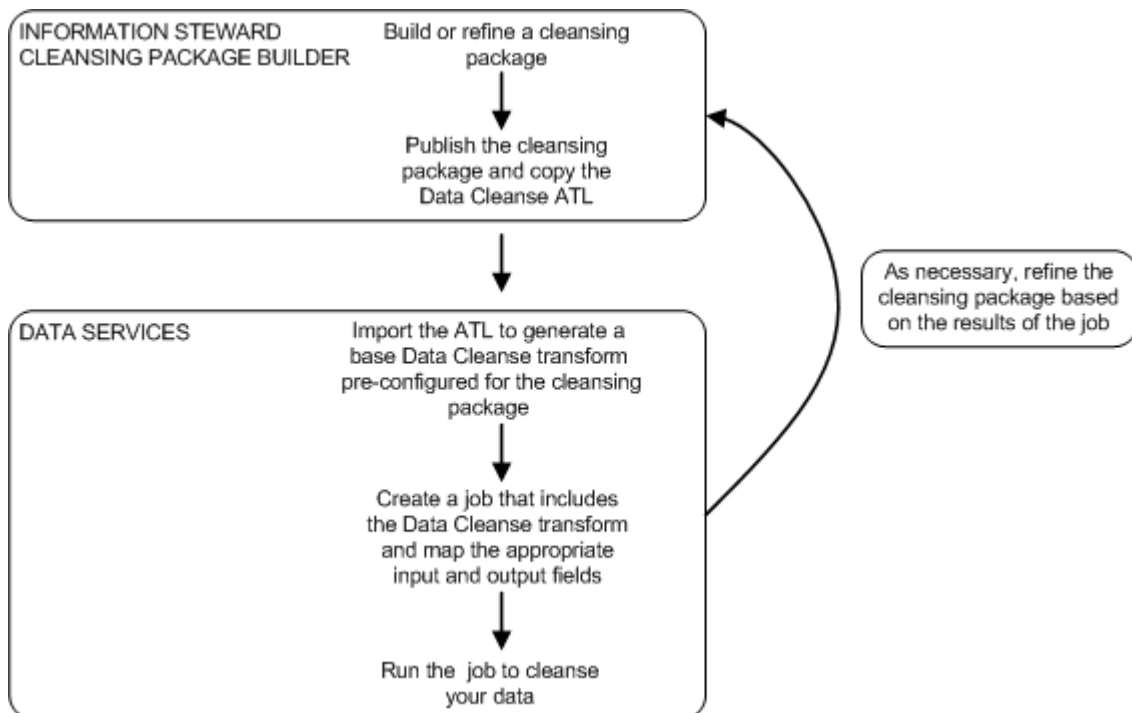 INFORMATION STEWARD
CLEANSING PACKAGE BUILDER
Build or refine a cleansing
package
Publish the cleansing
package and copy the
Data Cleanse ATL
As necessary, refine the
cleansing package based
on the results of the job
DATA SERVICES
Import the ATL to generate a
base Data Cleanse transform
pre-configured for the cleansing
package
Create a job that includes
the Data Cleanse transform
and map the appropriate
input and output fields
Run the job to cleanse
your data